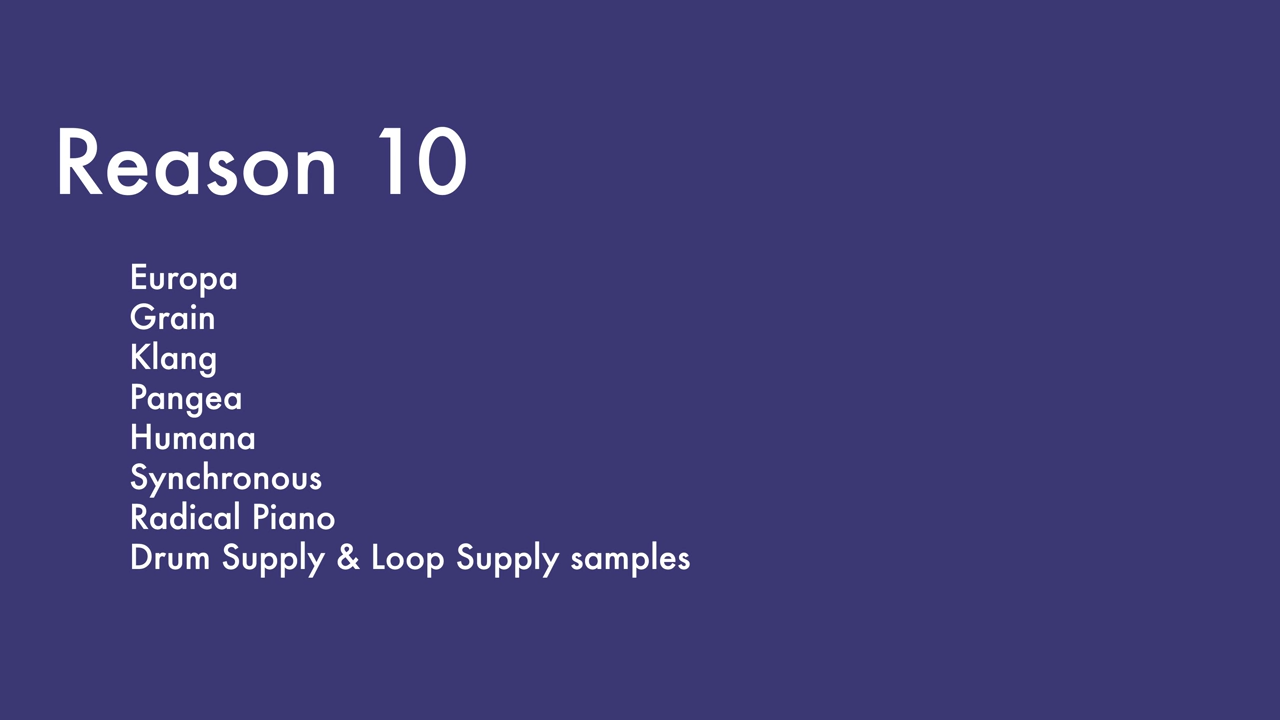 Reason 10
Europa
Grain
Klang
Pangea
Humana
Synchronous
Radical Piano
Drum Supply & Loop Supply samples